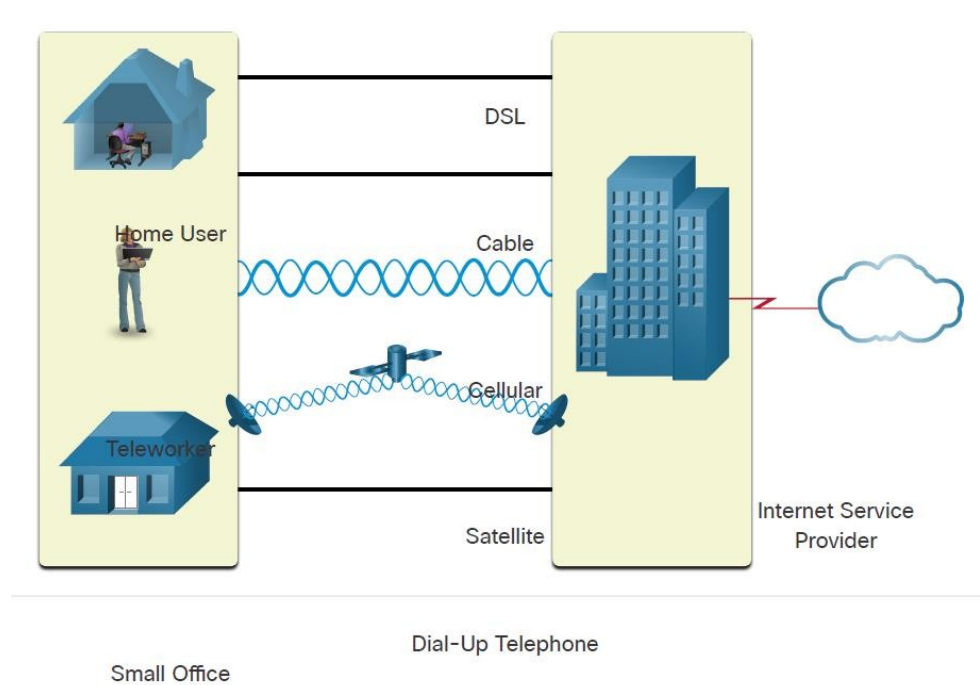 DSL
Home User
Cable
Cellular
Teleworker
Internet Service
Provider
Satellite
Dial-Up Telephone
Small Office